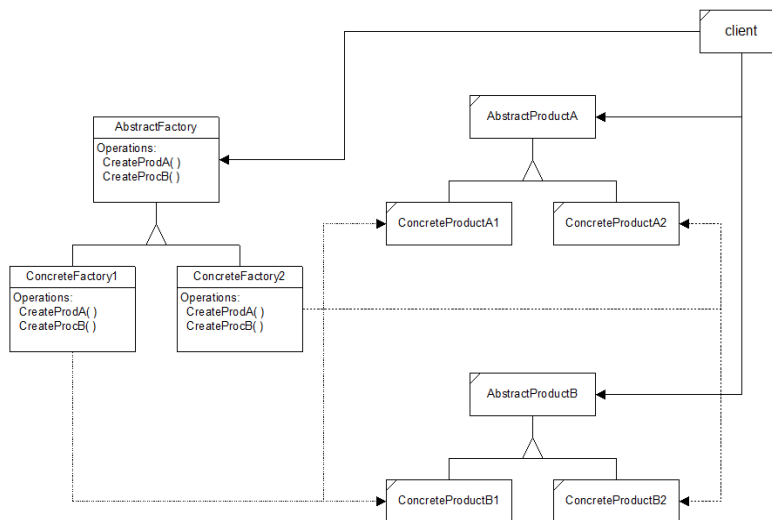 client
AbstractProductA
AbstractFactory
Operations:
CreateProdA( )
CreateProcB( )
ConcreteProductA1
ConcreteProductA2
ConcreteFactory1
Operations:
CreateProdA( )
CreateProcB( )
ConcreteFactory2
Operations:
CreateProdA( )
CreateProcB( )
AbstractProductB
ConcreteProductB1
ConcreteProductB2